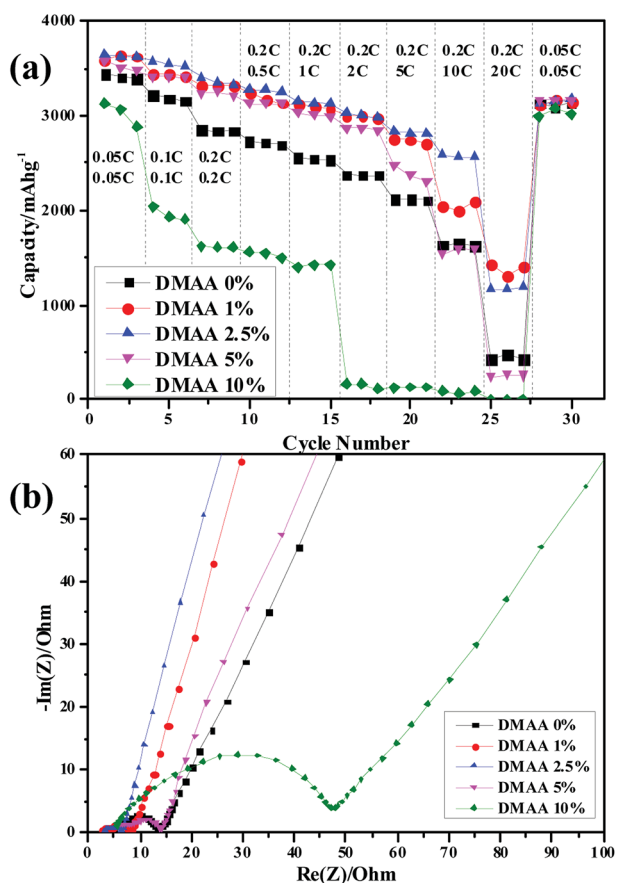 (a)
Capacity/mAhg⁻¹
4000
3000
2000
1000
0
0.2C 0.2C 0.2C 0.2C 0.2C 0.2C 0.05C
0.5C 1C 2C 5C 10C 20C 0.05C
0.05C 0.1C 0.2C
0.05C 0.1C 0.2C
DMAA 0%
DMAA 1%
DMAA 2.5%
DMAA 5%
DMAA 10%
0 5 10 15 20 25 30
Cycle Number
(b)
-Im(Z)/Ohm
60
50
40
30
20
10
0
DMAA 0%
DMAA 1%
DMAA 2.5%
DMAA 5%
DMAA 10%
0 10 20 30 40 50 60 70 80 90 100
Re(Z)/Ohm